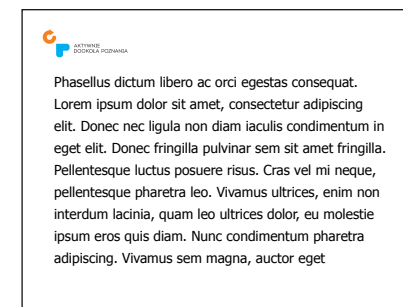 AKTYWNIE
DOOKOŁA POZNANIA
Phasellus dictum libero ac orci egestas consequat.
Lorem ipsum dolor sit amet, consectetur adipiscing
elit. Donec nec ligula non diam iaculis condimentum in
eget elit. Donec fringilla pulvinar sem sit amet fringilla.
Pellentesque luctus posuere risus. Cras vel mi neque,
pellentesque pharetra leo. Vivamus ultrices, enim non
interdum lacinia, quam leo ultrices dolor, eu molestie
ipsum eros quis diam. Nunc condimentum pharetra
adipiscing. Vivamus sem magna, auctor eget